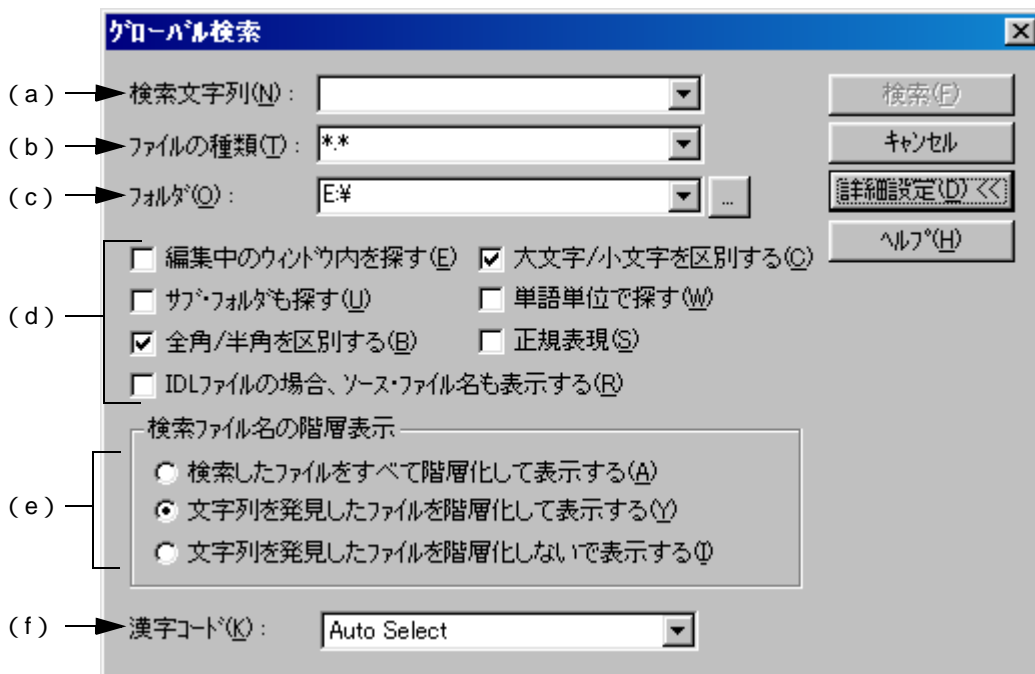 グローバル検索
(a) 検索文字列(N): 検索(F)
(b) ファイルの種類(T): *.* キャンセル
(c) フォルダ(O): E:¥ ... 詳細設定(D) <<
ヘルプ(H)
(d)
編集中のウィンドウ内を探す(E) 大文字/小文字を区別する(C)
サブ・フォルダも探す(U) 単語単位で探す(W)
全角/半角を区別する(B) 正規表現(S)
IDLファイルの場合、ソース・ファイル名も表示する(R)
検索ファイル名の階層表示
(e)
検索したファイルをすべて階層化して表示する(A)
文字列を発見したファイルを階層化して表示する(Y)
文字列を発見したファイルを階層化しないで表示する(I)
(f) 漢字コード(K): Auto Select